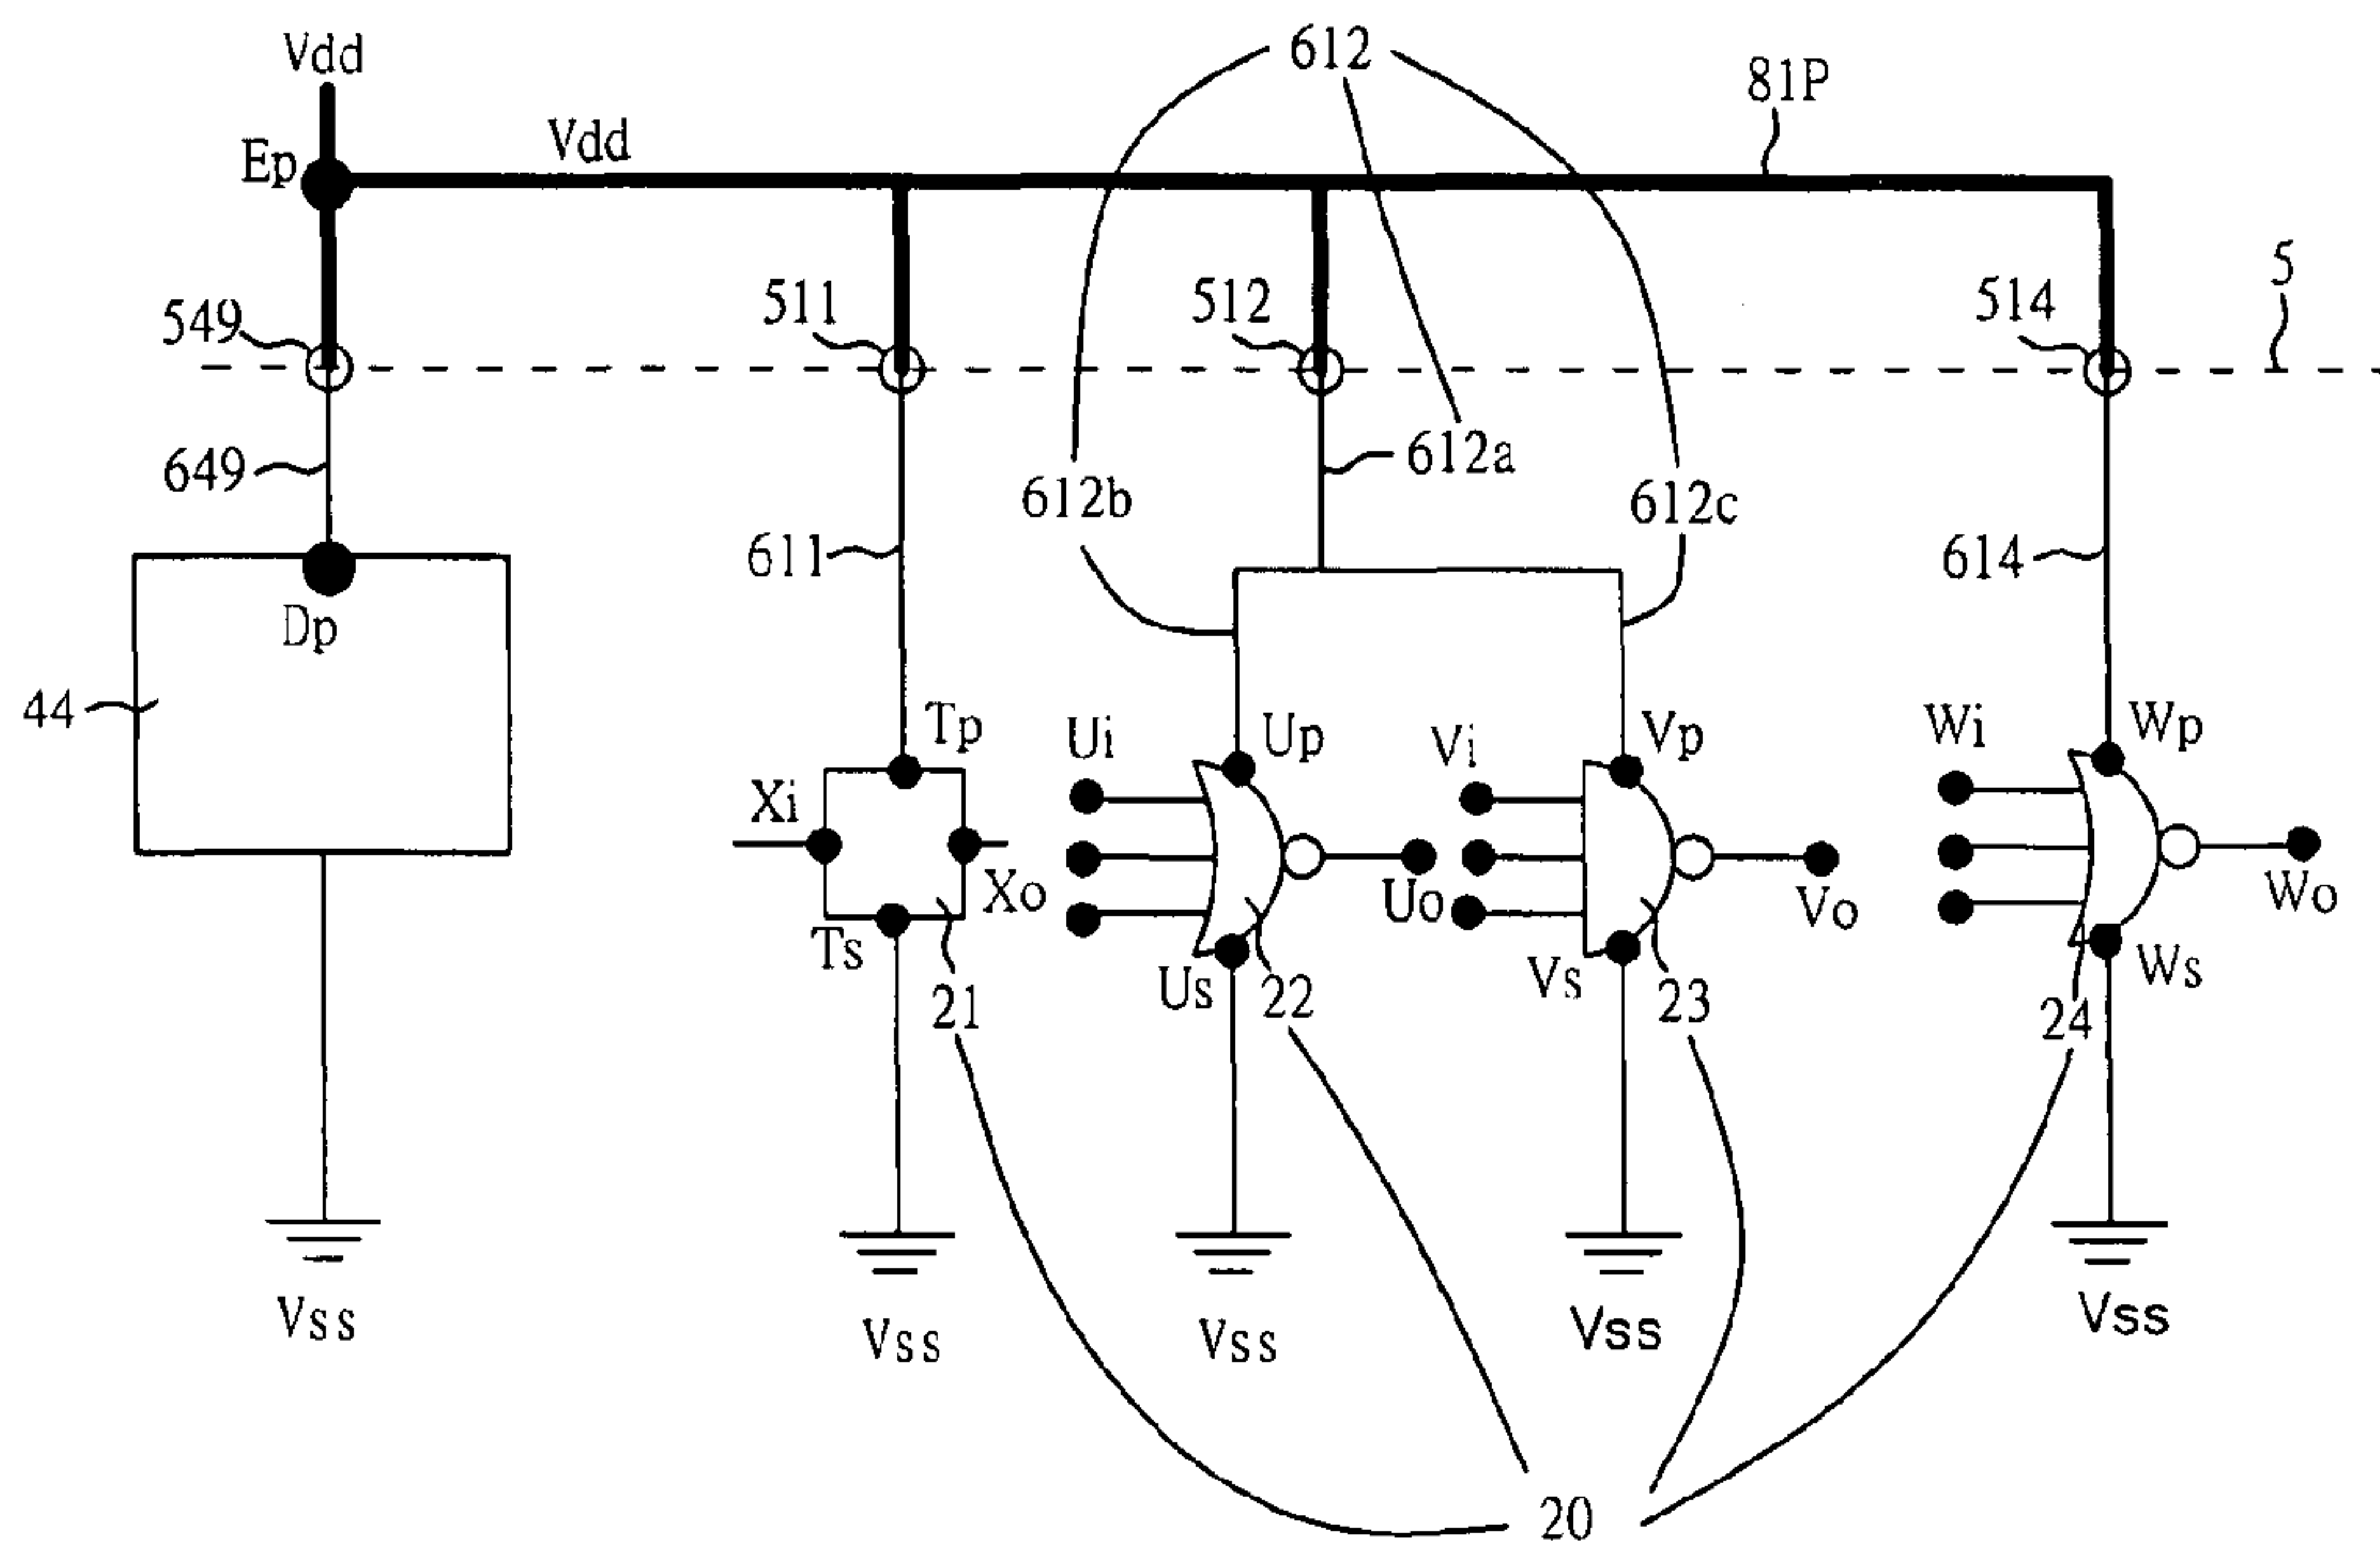 Vdd
612
81P
Ep
Vdd
5
549
511
512
514
649
612a
612b
612c
611
614
Dp
44
Tp
Ui
Up
Vi
Vp
Wi
Wp
Xi
Xo
Uo
Vo
Wo
Ts
Us
22
Vs
23
Ws
21
24
Vss
Vss
Vss
Vss
Vss
20